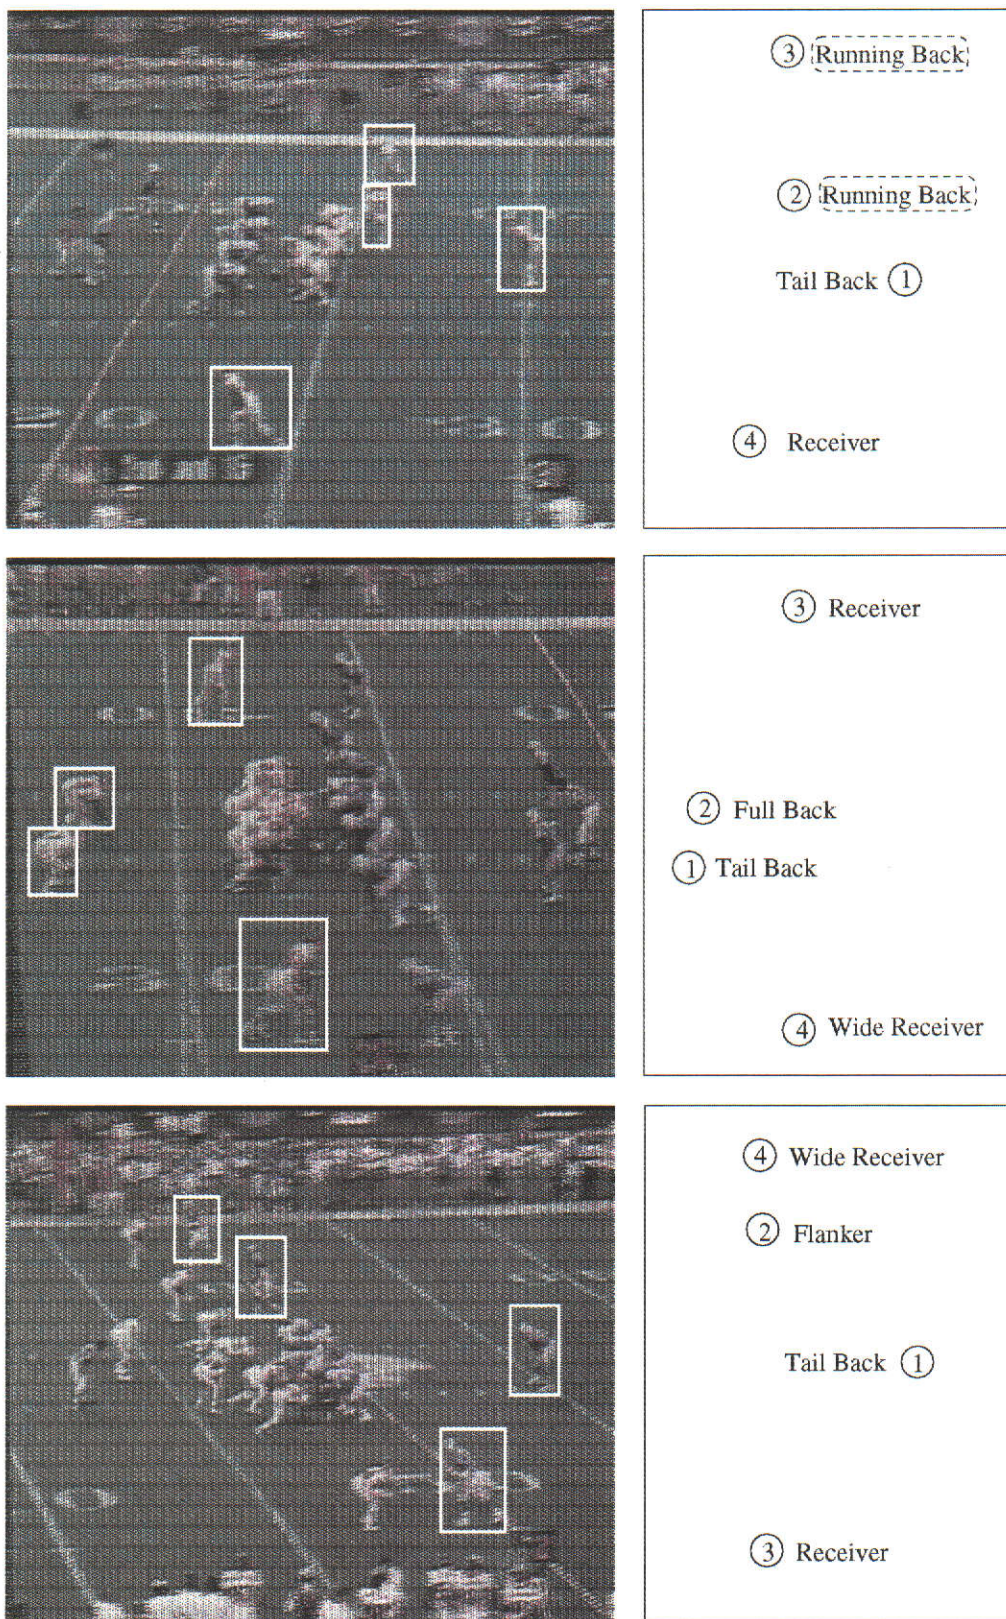 3 Running Back
2 Running Back
Tail Back 1
4 Receiver
3 Receiver
2 Full Back
1 Tail Back
4 Wide Receiver
4 Wide Receiver
2 Flanker
Tail Back 1
3 Receiver